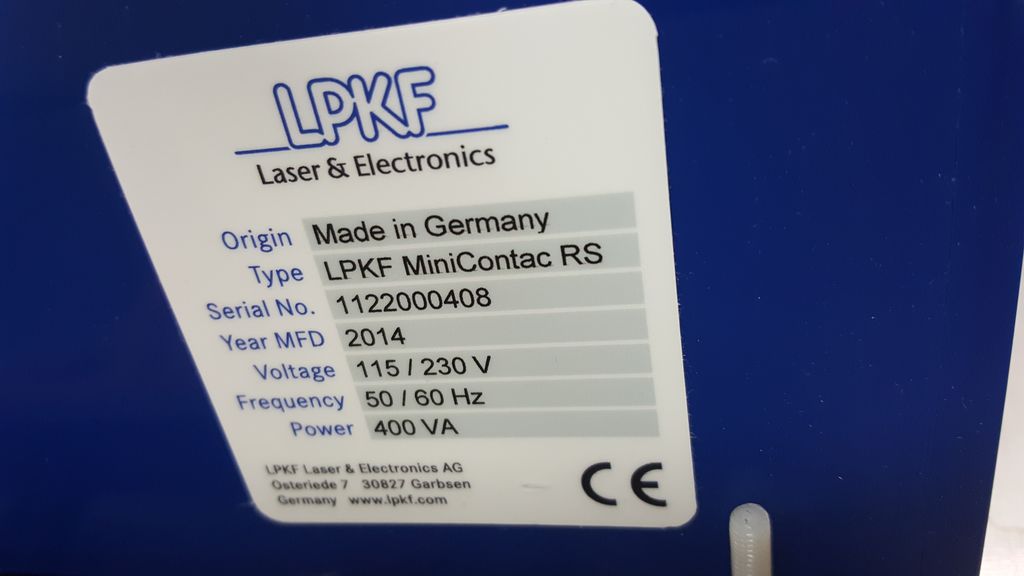 LPKF
Laser & Electronics
Origin Made in Germany
Type LPKF MiniContac RS
Serial No. 1122000408
Year MFD 2014
Voltage 115 / 230 V
Frequency 50 / 60 Hz
Power 400 VA
LPKF Laser & Electronics AG
Osteriede 7 30827 Garbsen
Germany www.lpkf.com
CE